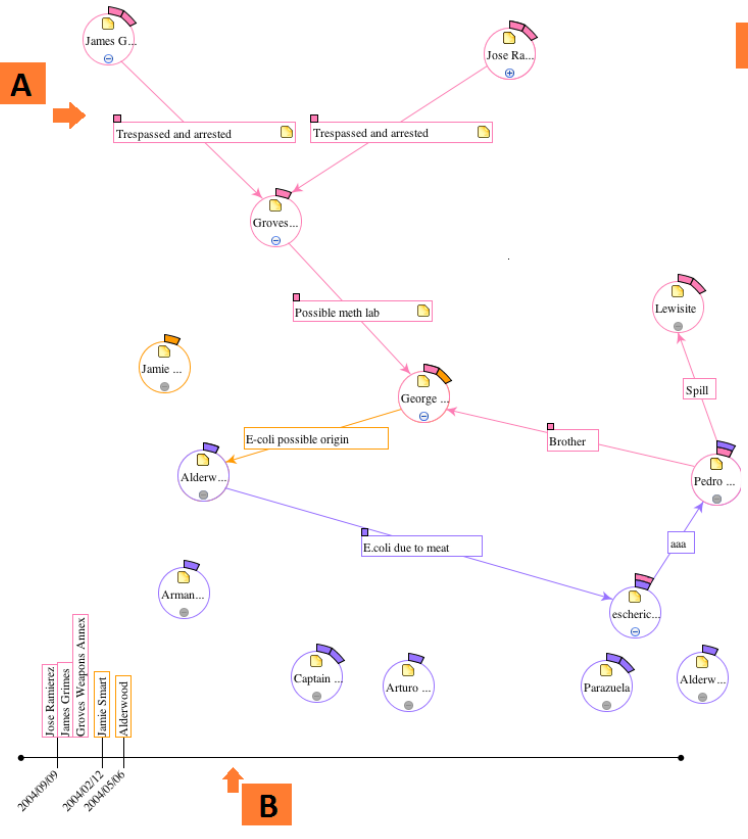 James G...
Jose Ra...
A
Trespassed and arrested
Trespassed and arrested
Groves...
Possible meth lab
Lewisite
Jamie ...
Spill
George ...
E-coli possible origin
Brother
Alderw...
Pedro ...
E.coli due to meat
aaa
Arman...
escheric...
Captain ...
Arturo ...
Parazuela
Alderw...
Jose Ramierez
James Grimes
Groves Weapons Annex
Jamie Smart
Alderwood
2004/09/09
2004/02/12
2004/05/06
B